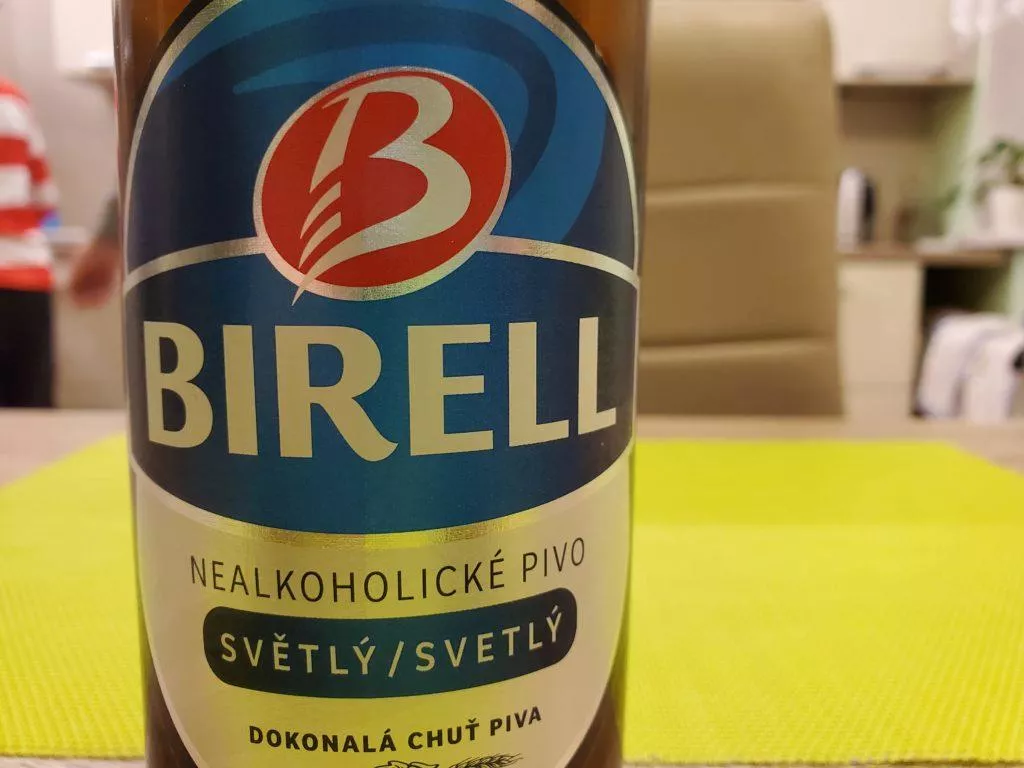 B
BIRELL
NEALKOHOLICKÉ PIVO
SVĚTLÝ/SVETLÝ
DOKONALÁ CHUŤ PIVA